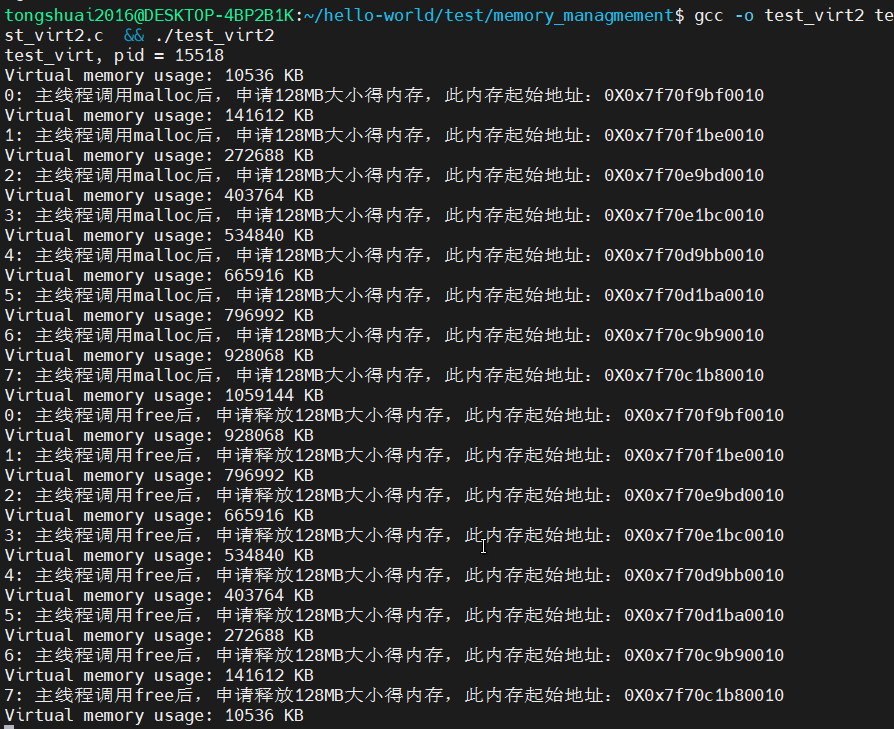 tongshuai2016@DESKTOP-4BP2B1K:~/hello-world/test/memory_managmement$ gcc -o test_virt2 te
st_virt2.c  && ./test_virt2
test_virt, pid = 15518
Virtual memory usage: 10536 KB
0: 主线程调用malloc后，申请128MB大小得内存，此内存起始地址：0X0x7f70f9bf0010
Virtual memory usage: 141612 KB
1: 主线程调用malloc后，申请128MB大小得内存，此内存起始地址：0X0x7f70f1be0010
Virtual memory usage: 272688 KB
2: 主线程调用malloc后，申请128MB大小得内存，此内存起始地址：0X0x7f70e9bd0010
Virtual memory usage: 403764 KB
3: 主线程调用malloc后，申请128MB大小得内存，此内存起始地址：0X0x7f70e1bc0010
Virtual memory usage: 534840 KB
4: 主线程调用malloc后，申请128MB大小得内存，此内存起始地址：0X0x7f70d9bb0010
Virtual memory usage: 665916 KB
5: 主线程调用malloc后，申请128MB大小得内存，此内存起始地址：0X0x7f70d1ba0010
Virtual memory usage: 796992 KB
6: 主线程调用malloc后，申请128MB大小得内存，此内存起始地址：0X0x7f70c9b90010
Virtual memory usage: 928068 KB
7: 主线程调用malloc后，申请128MB大小得内存，此内存起始地址：0X0x7f70c1b80010
Virtual memory usage: 1059144 KB
0: 主线程调用free后，申请释放128MB大小得内存，此内存起始地址：0X0x7f70f9bf0010
Virtual memory usage: 928068 KB
1: 主线程调用free后，申请释放128MB大小得内存，此内存起始地址：0X0x7f70f1be0010
Virtual memory usage: 796992 KB
2: 主线程调用free后，申请释放128MB大小得内存，此内存起始地址：0X0x7f70e9bd0010
Virtual memory usage: 665916 KB
3: 主线程调用free后，申请释放128MB大小得内存，此内存起始地址：0X0x7f70e1bc0010
Virtual memory usage: 534840 KB
4: 主线程调用free后，申请释放128MB大小得内存，此内存起始地址：0X0x7f70d9bb0010
Virtual memory usage: 403764 KB
5: 主线程调用free后，申请释放128MB大小得内存，此内存起始地址：0X0x7f70d1ba0010
Virtual memory usage: 272688 KB
6: 主线程调用free后，申请释放128MB大小得内存，此内存起始地址：0X0x7f70c9b90010
Virtual memory usage: 141612 KB
7: 主线程调用free后，申请释放128MB大小得内存，此内存起始地址：0X0x7f70c1b80010
Virtual memory usage: 10536 KB